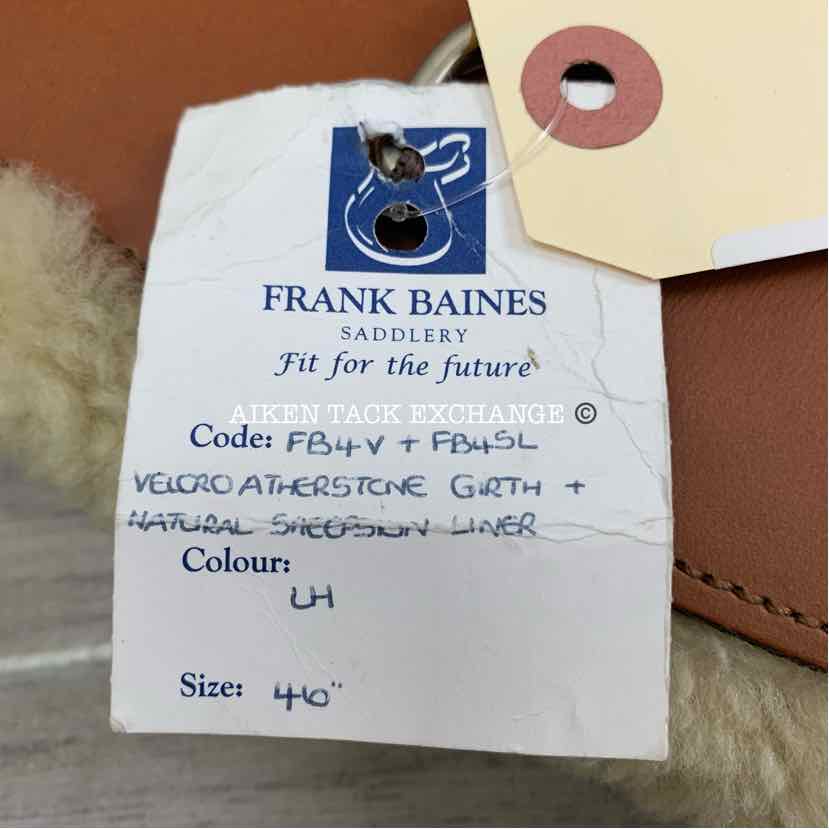 FRANK BAINES
SADDLERY
Fit for the future
AIKEN TACK EXCHANGE ©
Code: FB4V + FB4SL
VELCRO ATHERSTONE GIRTH +
NATURAL SHEEPSKIN LINER
Colour:
LH
Size: 46"